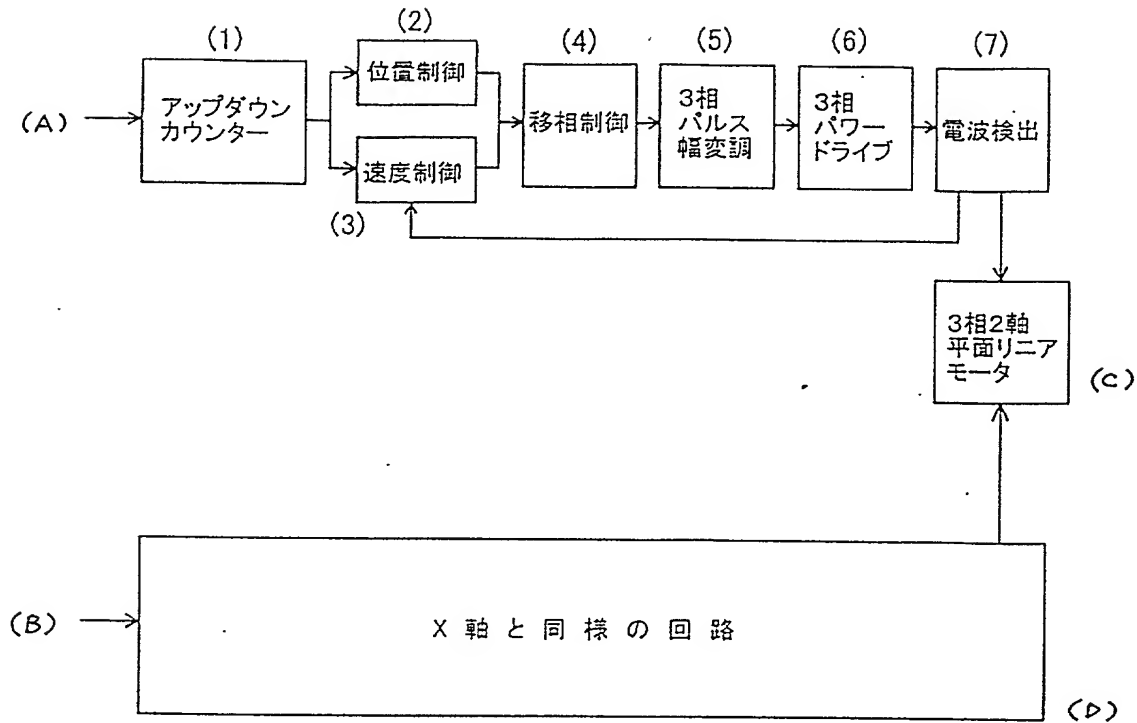 (1)
(2)
(4)
(5)
(6)
(7)
(A)
アップダウン
カウンター
位置制御
速度制御
(3)
移相制御
3相
パルス
幅変調
3相
パワー
ドライブ
電波検出
3相2軸
平面リニア
モータ
(C)
(B)
X軸と同様の回路
(D)